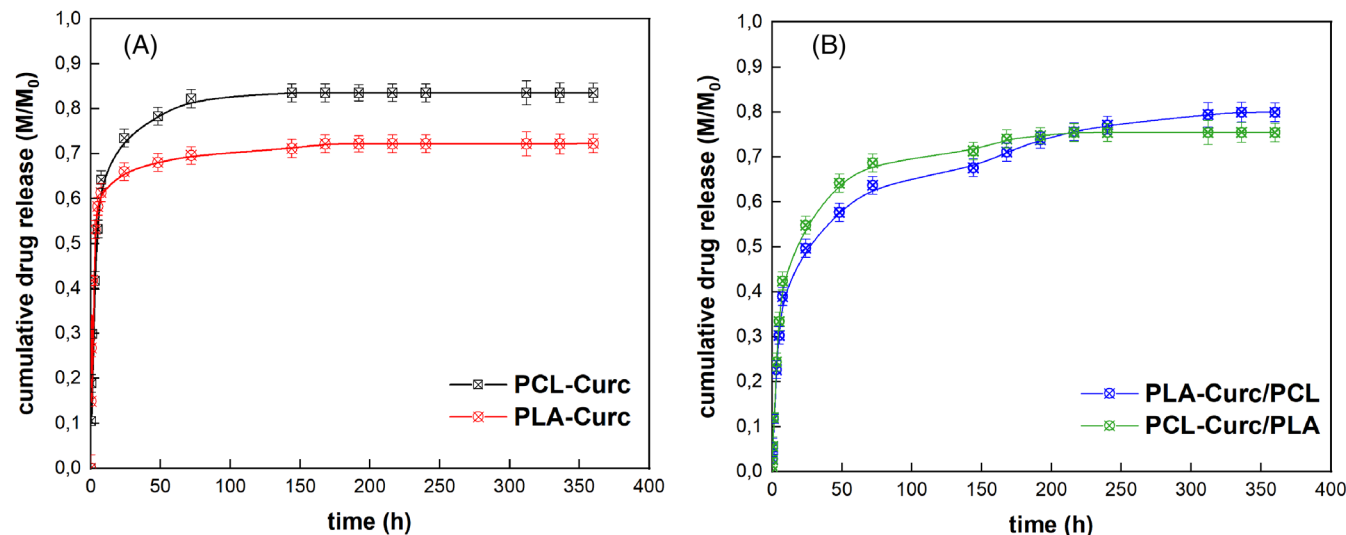 (A)
cumulative drug release (M/M₀)
1,0
0,9
0,8
0,7
0,6
0,5
0,4
0,3
0,2
0,1
0,0
PCL-Curc
PLA-Curc
0 50 100 150 200 250 300 350 400
time (h)
(B)
cumulative drug release (M/M₀)
1,0
0,9
0,8
0,7
0,6
0,5
0,4
0,3
0,2
0,1
0,0
PLA-Curc/PCL
PCL-Curc/PLA
0 50 100 150 200 250 300 350 400
time (h)